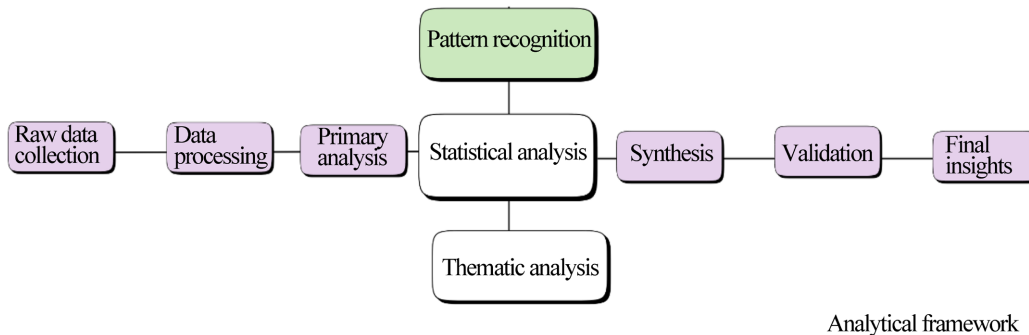 Pattern recognition
Raw data
collection
Data
processing
Primary
analysis
Statistical analysis
Synthesis
Validation
Final
insights
Thematic analysis
Analytical framework